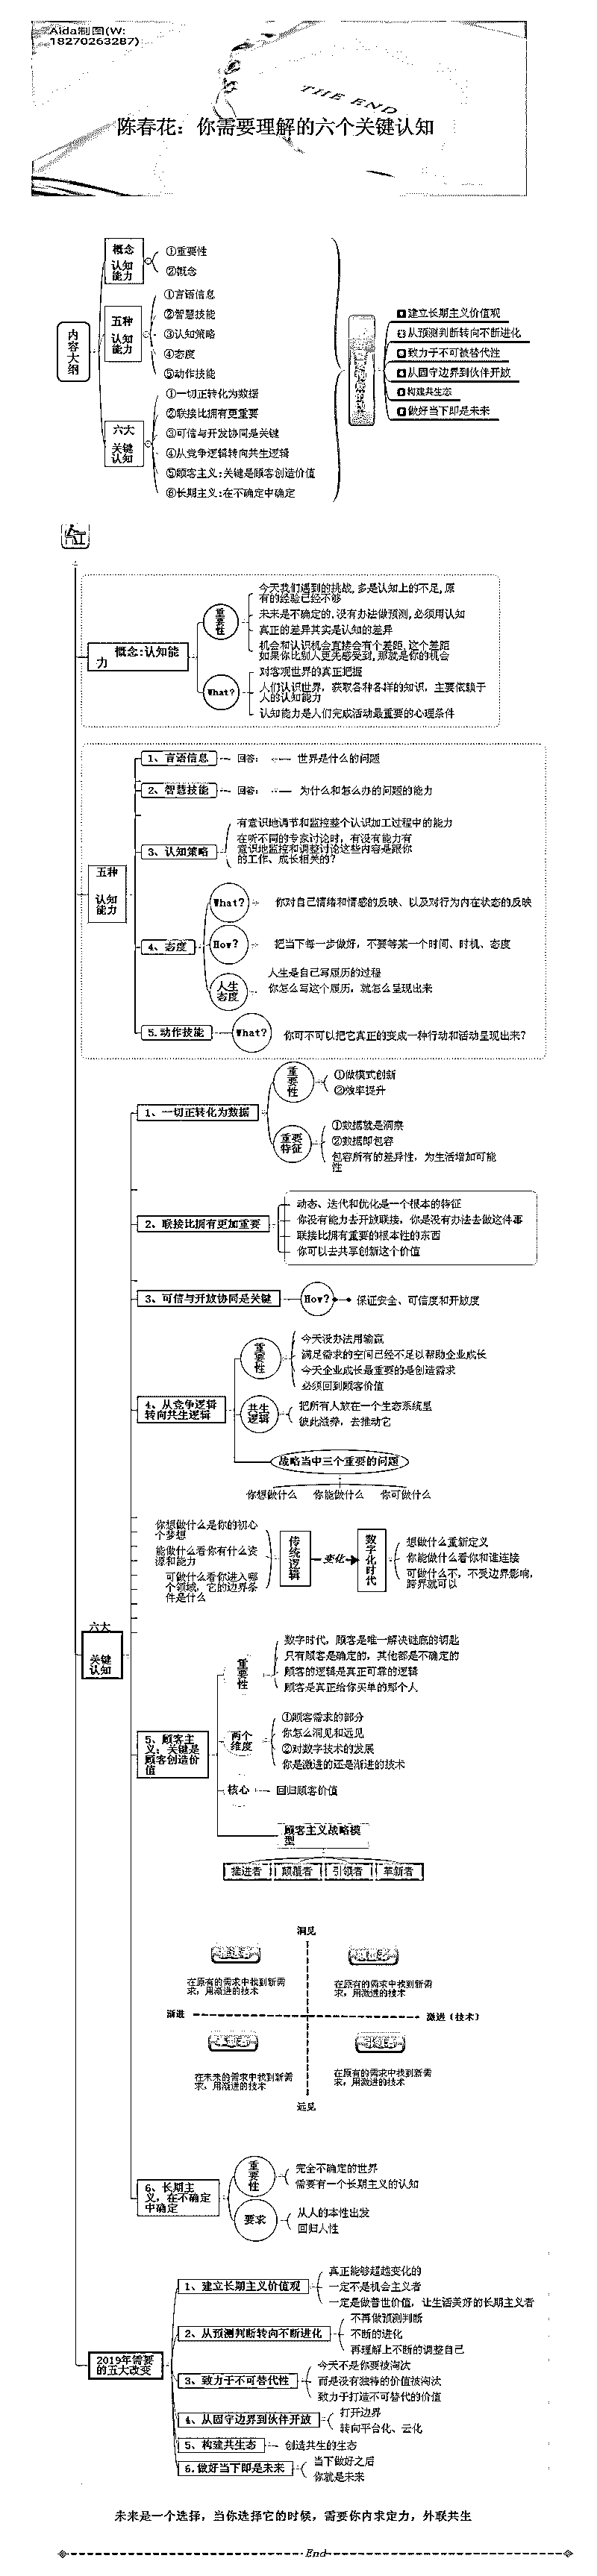 Aida制图(W:
18270263287)
THE END
陈春花：你需要理解的六个关键认知
内容大纲
概念
认知
能力
①重要性
②概念
五种
认知
能力
①言语信息
②智慧技能
③认知策略
④态度
⑤动作技能
六大
关键
认知
①一切正转化为数据
②联接比拥有更重要
③可信与开发协同是关键
④从竞争逻辑转向共生逻辑
⑤顾客主义:关键是顾客创造价值
⑥长期主义:在不确定中确定
建立长期主义价值观
从预测判断转向不断进化
致力于不可被替代性
从固守边界到伙伴开放
构建共生态
做好当下即是未来
概念:认知能
力
重要性
今天我们遇到的挑战,多是认知上的不足,原
有的经验已经不够
未来是不确定的,没有办法做预测,必须用认知
真正的差异其实是认知的差异
机会和认识机会直接会有个差距,这个差距
如果你比别人更先感受到,那就是你的机会
What?
对客观世界的真正把握
人们认识世界，获取各种各样的知识，主要依赖于
人的认知能力
认知能力是人们完成活动最重要的心理条件
五种
认知
能力
1、言语信息
回答：
世界是什么的问题
2、智慧技能
回答：
为什么和怎么办的问题的能力
3、认知策略
有意识地调节和监控整个认识加工过程中的能力
在听不同的专家讨论时，有没有能力有
意识地监控和调整讨论这些内容是跟你
的工作、成长相关的？
4、态度
What?
你对自己情绪和情感的反映、以及对行为内在状态的反映
How?
把当下每一步做好，不要等某一个时间、时机、态度
人生
态度
人生是自己写履历的过程
你怎么写这个履历，就怎么呈现出来
5.动作技能
What?
你可不可以把它真正的变成一种行动和活动呈现出来？
六大
关键
认知
1、一切正转化为数据
重要性
①做模式创新
②效率提升
重要
特征
①数据就是洞察
②数据即包容
包容所有的差异性，为生活增加可能
性
2、联接比拥有更加重要
动态、迭代和优化是一个根本的特征
你没有能力去开放联接，你是没有办法去做这件事
联接比拥有重要的根本性的东西
你可以去共享创新这个价值
3、可信与开放协同是关键
How?
保证安全、可信度和开放度
4、从竞争逻辑
转向共生逻辑
重要性
今天没办法用输赢
满足需求的空间已经不足以帮助企业成长
今天企业成长最重要的是创造需求
必须回到顾客价值
共生
逻辑
把所有人放在一个生态系统里
彼此滋养，去推动它
战略当中三个重要的问题
你想做什么
你能做什么
你可做什么
你想做什么是你的初心
个梦想
能做什么看你有什么资
源和能力
可做什么看你进入哪
个领域，它的边界条
件是什么
传统逻辑
变化
数字化时代
想做什么重新定义
你能做什么看你和谁连接
可做什么不，不受边界影响，
跨界就可以
5、顾客主
义：关键是
顾客创造价
值
重要性
数字时代，顾客是唯一解决谜底的钥匙
只有顾客是确定的，其他都是不确定的
顾客的逻辑是真正可靠的逻辑
顾客是真正给你买单的那个人
两个
维度
①顾客需求的部分
你怎么洞见和远见
②对数字技术的发展
你是激进的还是渐进的技术
核心
回归顾客价值
顾客主义战略模
型
推进者
颠覆者
引领者
革新者
洞见
在原有的需求中找到新需
求，用渐进的技术
在原有的需求中找到新需
求，用激进的技术
渐进
激进（技术）
在未来的需求中找到新需
求，用渐进的技术
在原有的需求中找到新需
求，用激进的技术
远见
6、长期主
义，在不确定
中确定
重要性
完全不确定的世界
需要有一个长期主义的认知
要求
从人的本性出发
回归人性
2019年需要
的五大改变
1、建立长期主义价值观
真正能够超越变化的
一定不是机会主义者
一定是做普世价值，让生活美好的长期主义者
2、从预测判断转向不断进化
不再做预测判断
不断的进化
再理解上不断的调整自己
3、致力于不可替代性
今天不是你要被淘汰
而是没有独特的价值被淘汰
致力于打造不可替代的价值
4、从固守边界到伙伴开放
打开边界
转向平台化、云化
5、构建共生态
创造共生的生态
6.做好当下即是未来
当下做好之后
你就是未来
未来是一个选择，当你选择它的时候，需要你内求定力，外联共生
End